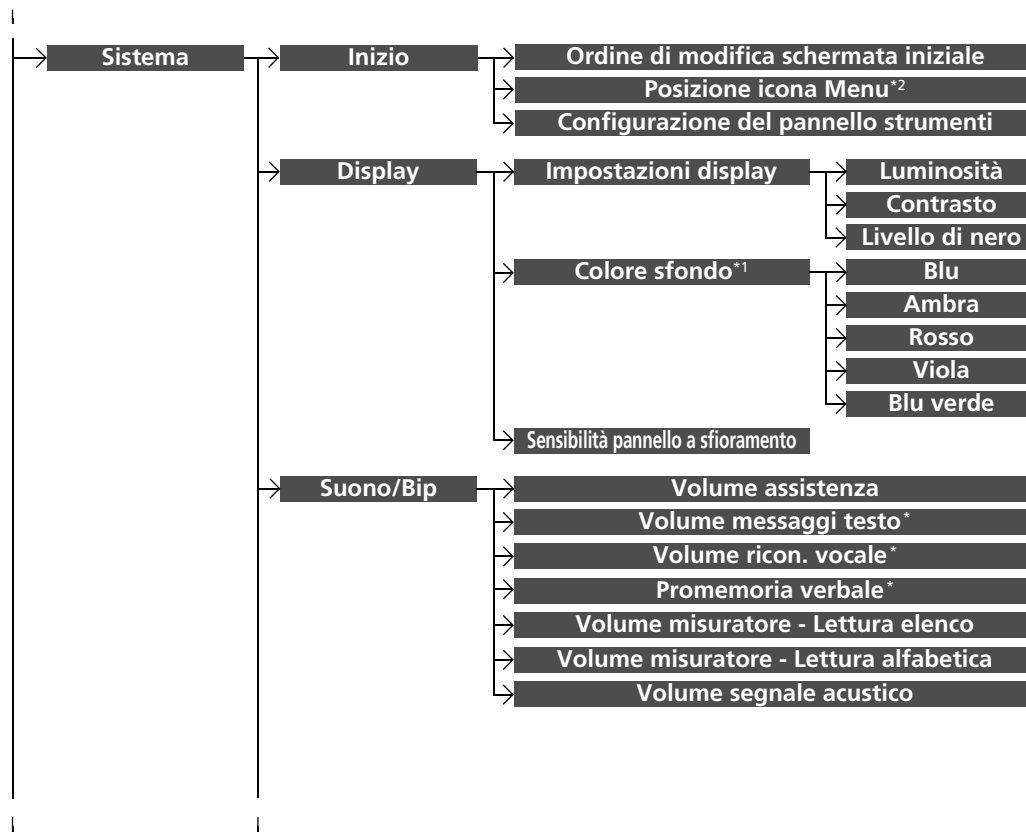 Sistema
Inizio
Ordine di modifica schermata iniziale
Posizione icona Menu*2
Configurazione del pannello strumenti
Display
Impostazioni display
Luminosità
Contrasto
Livello di nero
Colore sfondo*1
Blu
Ambra
Rosso
Viola
Blu verde
Sensibilità pannello a sfioramento
Suono/Bip
Volume assistenza
Volume messaggi testo*
Volume ricon. vocale*
Promemoria verbale*
Volume misuratore - Lettura elenco
Volume misuratore - Lettura alfabetica
Volume segnale acustico